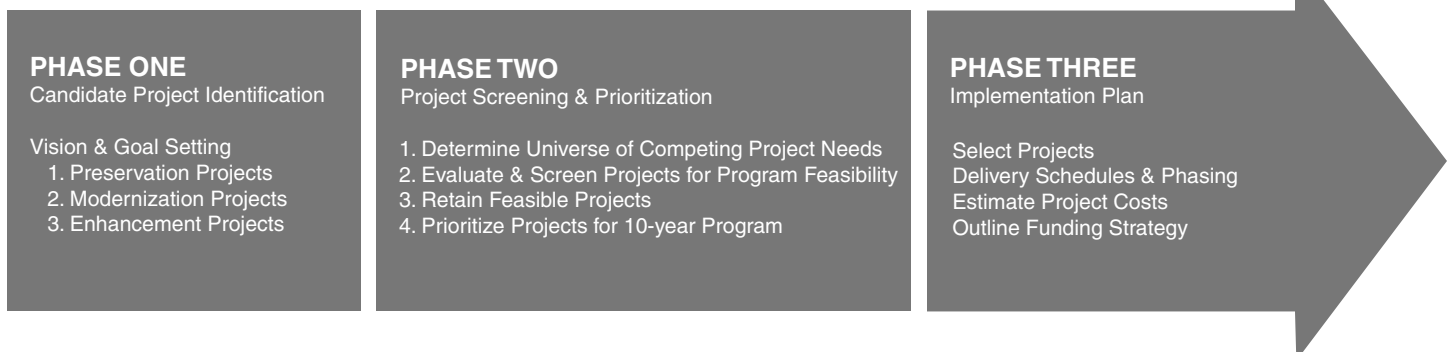 PHASE ONE
Candidate Project Identification
Vision & Goal Setting
1. Preservation Projects
2. Modernization Projects
3. Enhancement Projects
PHASE TWO
Project Screening & Prioritization
1. Determine Universe of Competing Project Needs
2. Evaluate & Screen Projects for Program Feasibility
3. Retain Feasible Projects
4. Prioritize Projects for 10-year Program
PHASE THREE
Implementation Plan
Select Projects
Delivery Schedules & Phasing
Estimate Project Costs
Outline Funding Strategy